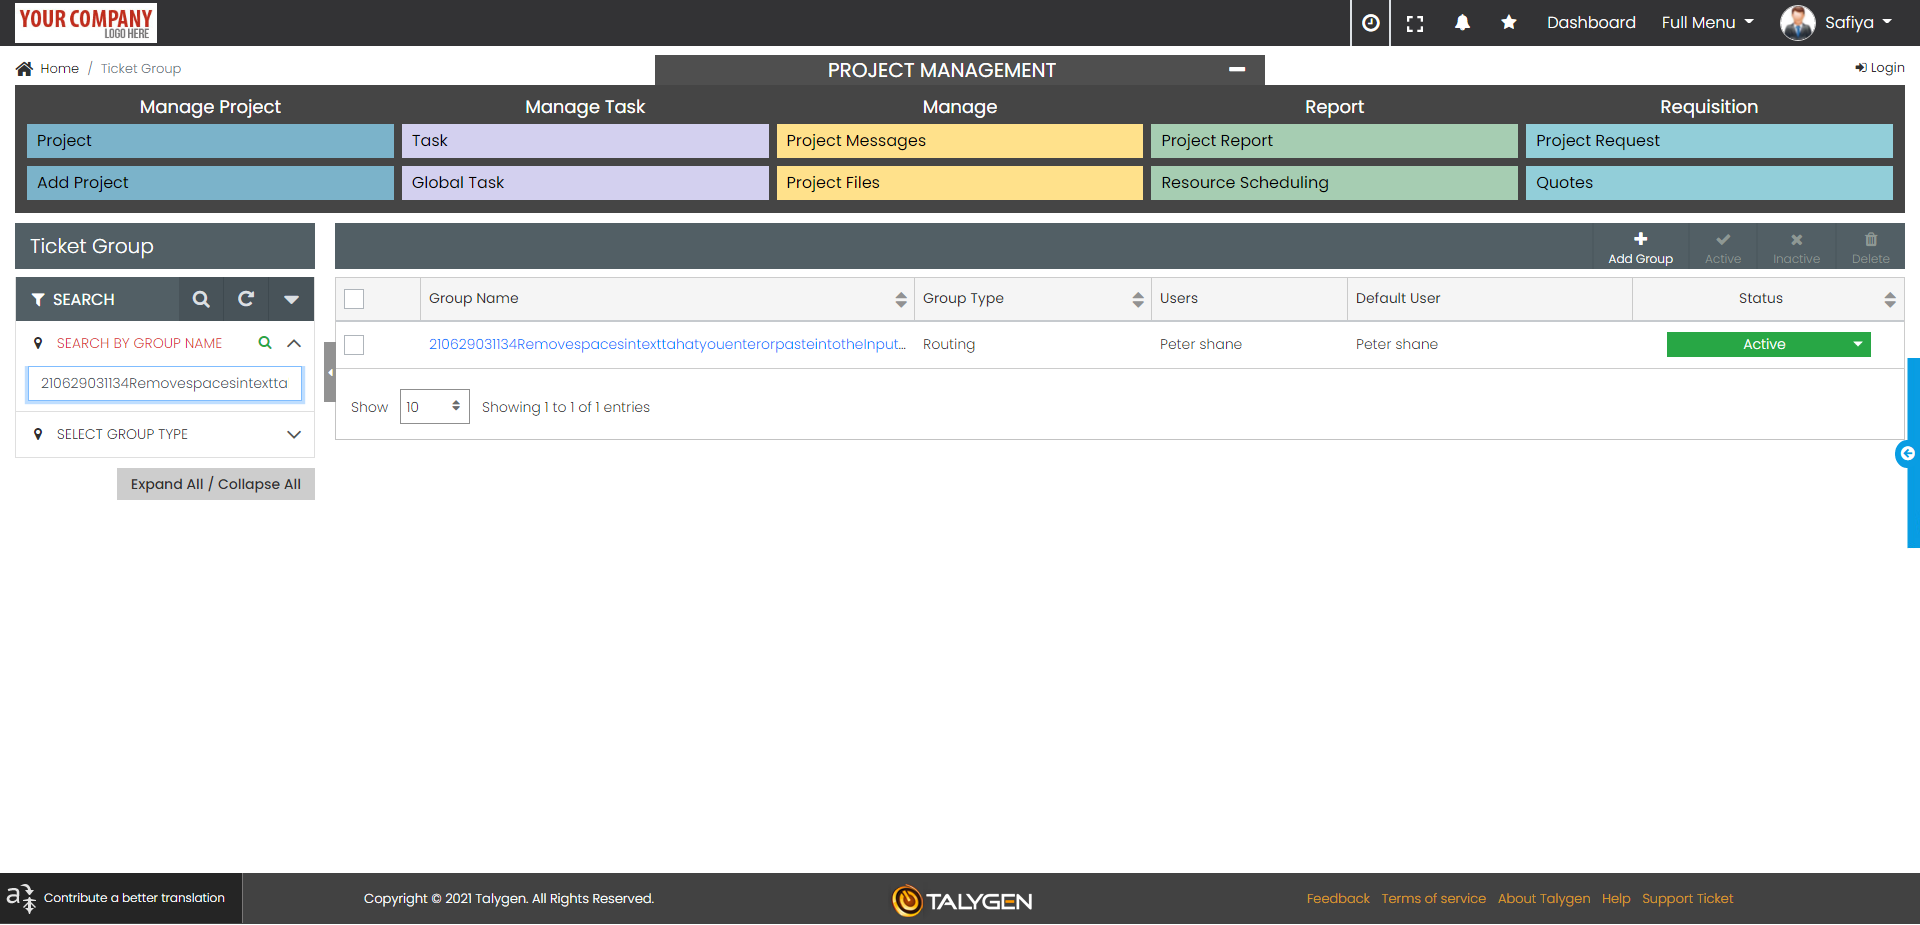 YOUR COMPANY
LOGO HERE
Dashboard
Full Menu
Safiya
Home / Ticket Group
PROJECT MANAGEMENT
Login
Manage Project
Manage Task
Manage
Report
Requisition
Project
Task
Project Messages
Project Report
Project Request
Add Project
Global Task
Project Files
Resource Scheduling
Quotes
Ticket Group
Add Group
Active
Inactive
Delete
SEARCH
SEARCH BY GROUP NAME
210629031134Removespacesintextta
SELECT GROUP TYPE
Expand All / Collapse All
Group Name
Group Type
Users
Default User
Status
210629031134RemovespacesintexttahatyouenterorpasteintotheInput...
Routing
Peter shane
Peter shane
Active
Show 10 Showing 1 to 1 of 1 entries
Contribute a better translation
Copyright © 2021 Talygen. All Rights Reserved.
TALYGEN
Feedback
Terms of service
About Talygen
Help
Support Ticket